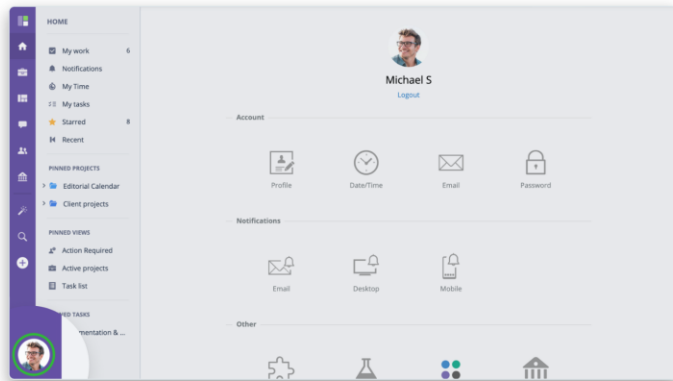 HOME
My work 6
Notifications
My Time
My tasks
Starred 8
Recent
PINNED PROJECTS
Editorial Calendar
Client projects
PINNED VIEWS
Action Required
Active projects
Task list
TASKS
& ...
Michael S
Logout
Account
Profile
Date/Time
Email
Password
Notifications
Email
Desktop
Mobile
Other